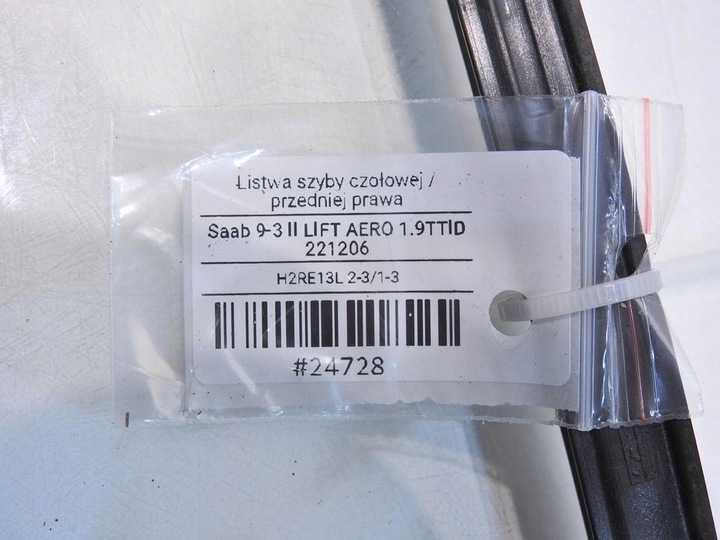 Listwa szyby czołowej /
przedniej prawa
Saab 9-3 II LIFT AERO 1.9TTID
221206
H2RE13L 2-3/1-3
#24728